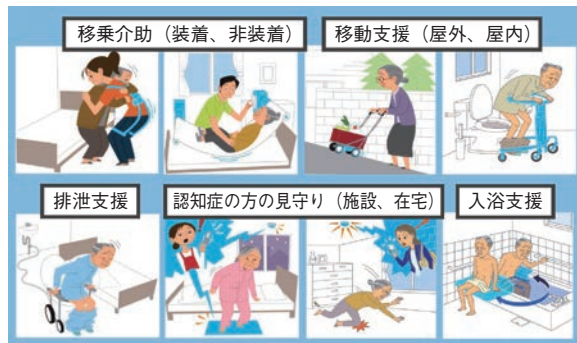 移乗介助（装着、非装着）
移動支援（屋外、屋内）
排泄支援
認知症の方の見守り（施設、在宅）
入浴支援